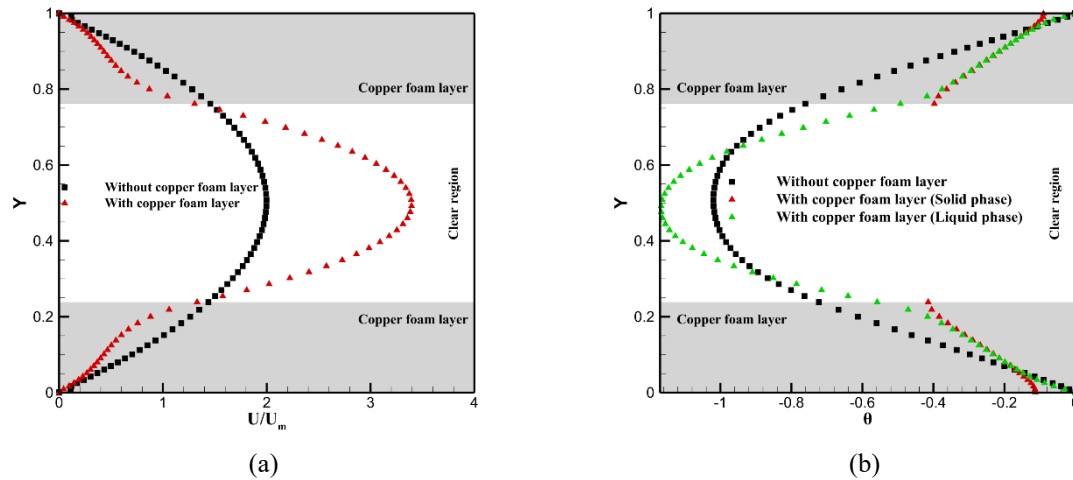 1
0.8
0.6
0.4
0.2
0
Y
Copper foam layer
Without copper foam layer
With copper foam layer
Clear region
Copper foam layer
0
1
2
3
4
U/Um
(a)
1
0.8
0.6
0.4
0.2
0
Y
Copper foam layer
Without copper foam layer
With copper foam layer (Solid phase)
With copper foam layer (Liquid phase)
Clear region
Copper foam layer
-1
-0.8
-0.6
-0.4
-0.2
θ
(b)